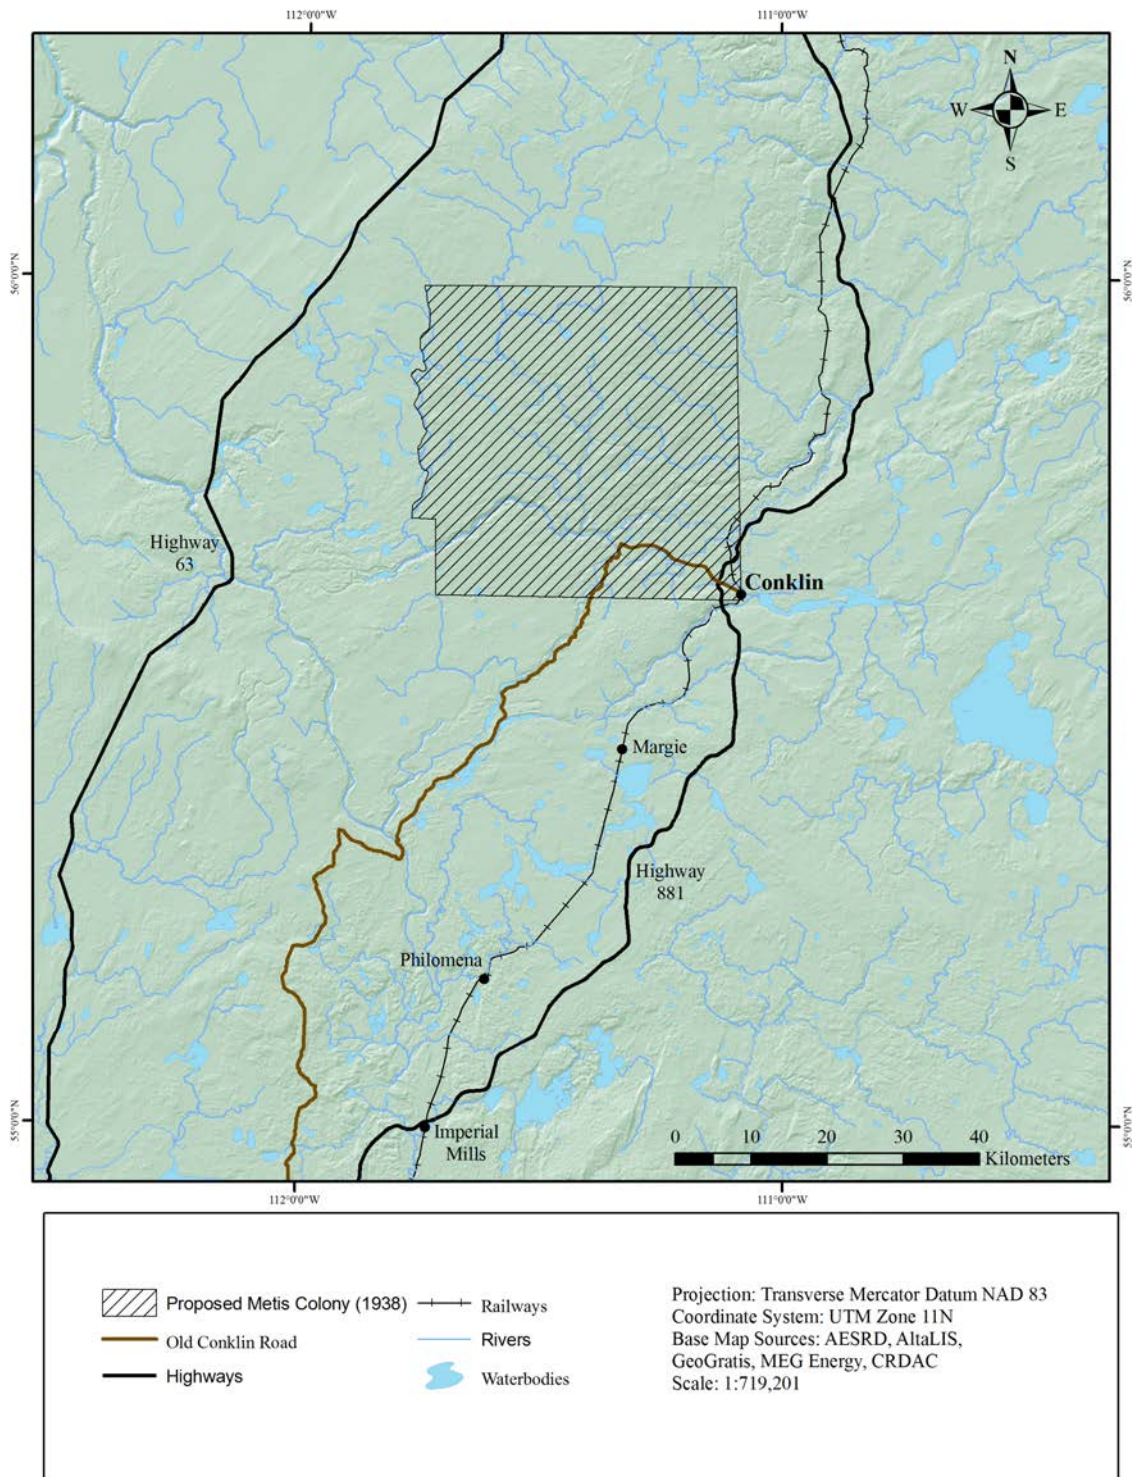 112°0'0"W
111°0'0"W
N
W
E
S
56°0'0"N
56°0'0"N
Highway
63
Conklin
Margie
Highway
881
Philomena
55°0'0"N
55°0'0"N
Imperial
Mills
0 10 20 30 40
Kilometers
112°0'0"W
111°0'0"W
Proposed Metis Colony (1938)
Old Conklin Road
Highways
Railways
Rivers
Waterbodies
Projection: Transverse Mercator Datum NAD 83
Coordinate System: UTM Zone 11N
Base Map Sources: AESRD, AltaLIS,
GeoGratis, MEG Energy, CRDAC
Scale: 1:719,201